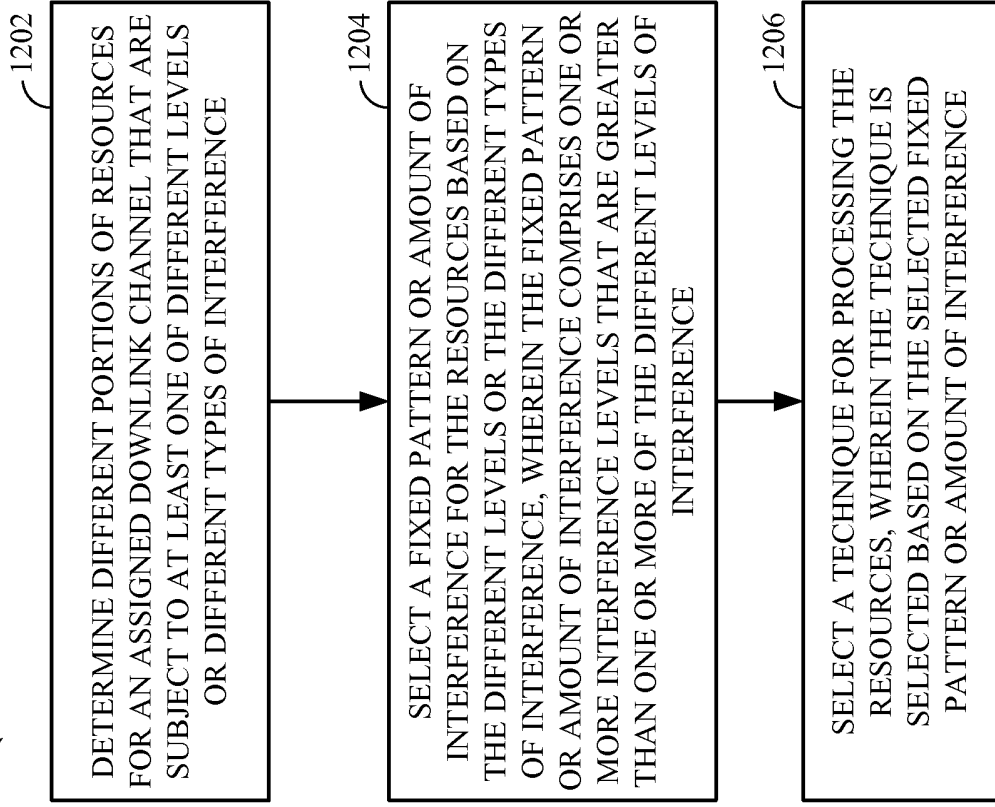 1202
DETERMINE DIFFERENT PORTIONS OF RESOURCES
FOR AN ASSIGNED DOWNLINK CHANNEL THAT ARE
SUBJECT TO AT LEAST ONE OF DIFFERENT LEVELS
OR DIFFERENT TYPES OF INTERFERENCE
1204
SELECT A FIXED PATTERN OR AMOUNT OF
INTERFERENCE FOR THE RESOURCES BASED ON
THE DIFFERENT LEVELS OR THE DIFFERENT TYPES
OF INTERFERENCE, WHEREIN THE FIXED PATTERN
OR AMOUNT OF INTERFERENCE COMPRISES ONE OR
MORE INTERFERENCE LEVELS THAT ARE GREATER
THAN ONE OR MORE OF THE DIFFERENT LEVELS OF
INTERFERENCE
1206
SELECT A TECHNIQUE FOR PROCESSING THE
RESOURCES, WHEREIN THE TECHNIQUE IS
SELECTED BASED ON THE SELECTED FIXED
PATTERN OR AMOUNT OF INTERFERENCE